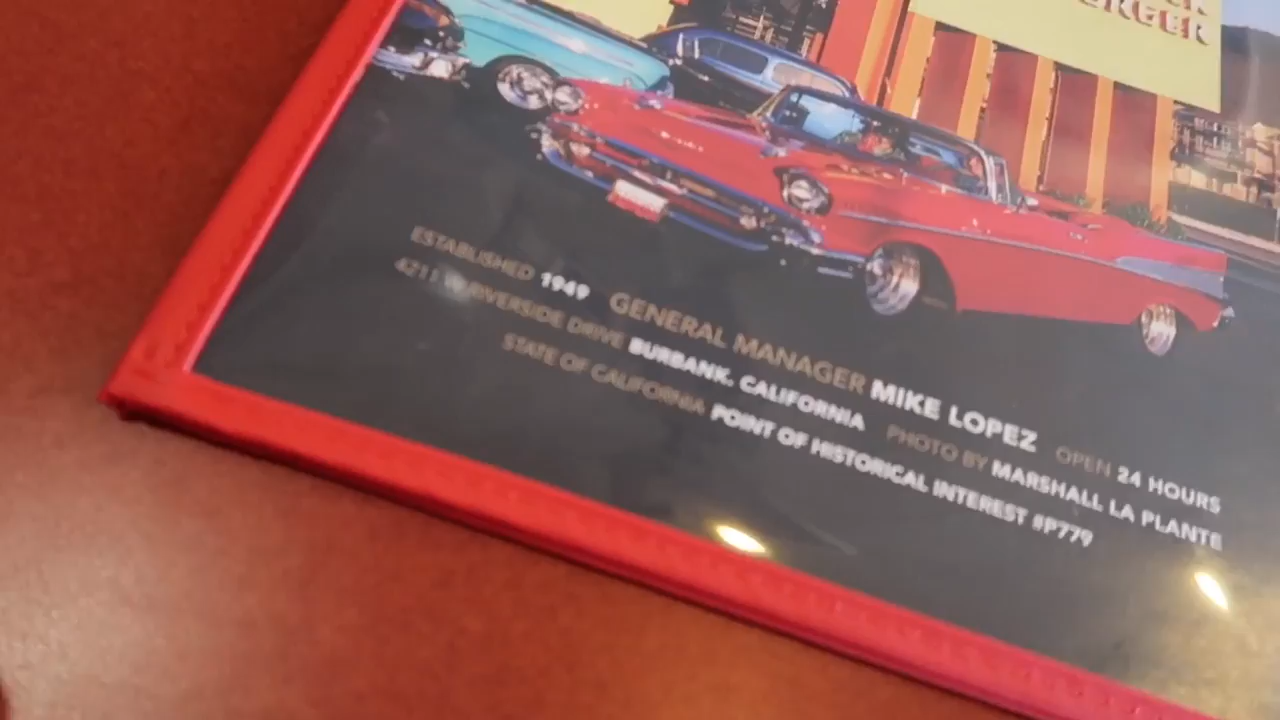 ESTABLISHED 1949 GENERAL MANAGER MIKE LOPEZ OPEN 24 HOURS
4211 RIVERSIDE DRIVE BURBANK, CALIFORNIA PHOTO BY MARSHALL LA PLANTE
STATE OF CALIFORNIA POINT OF HISTORICAL INTEREST #P779